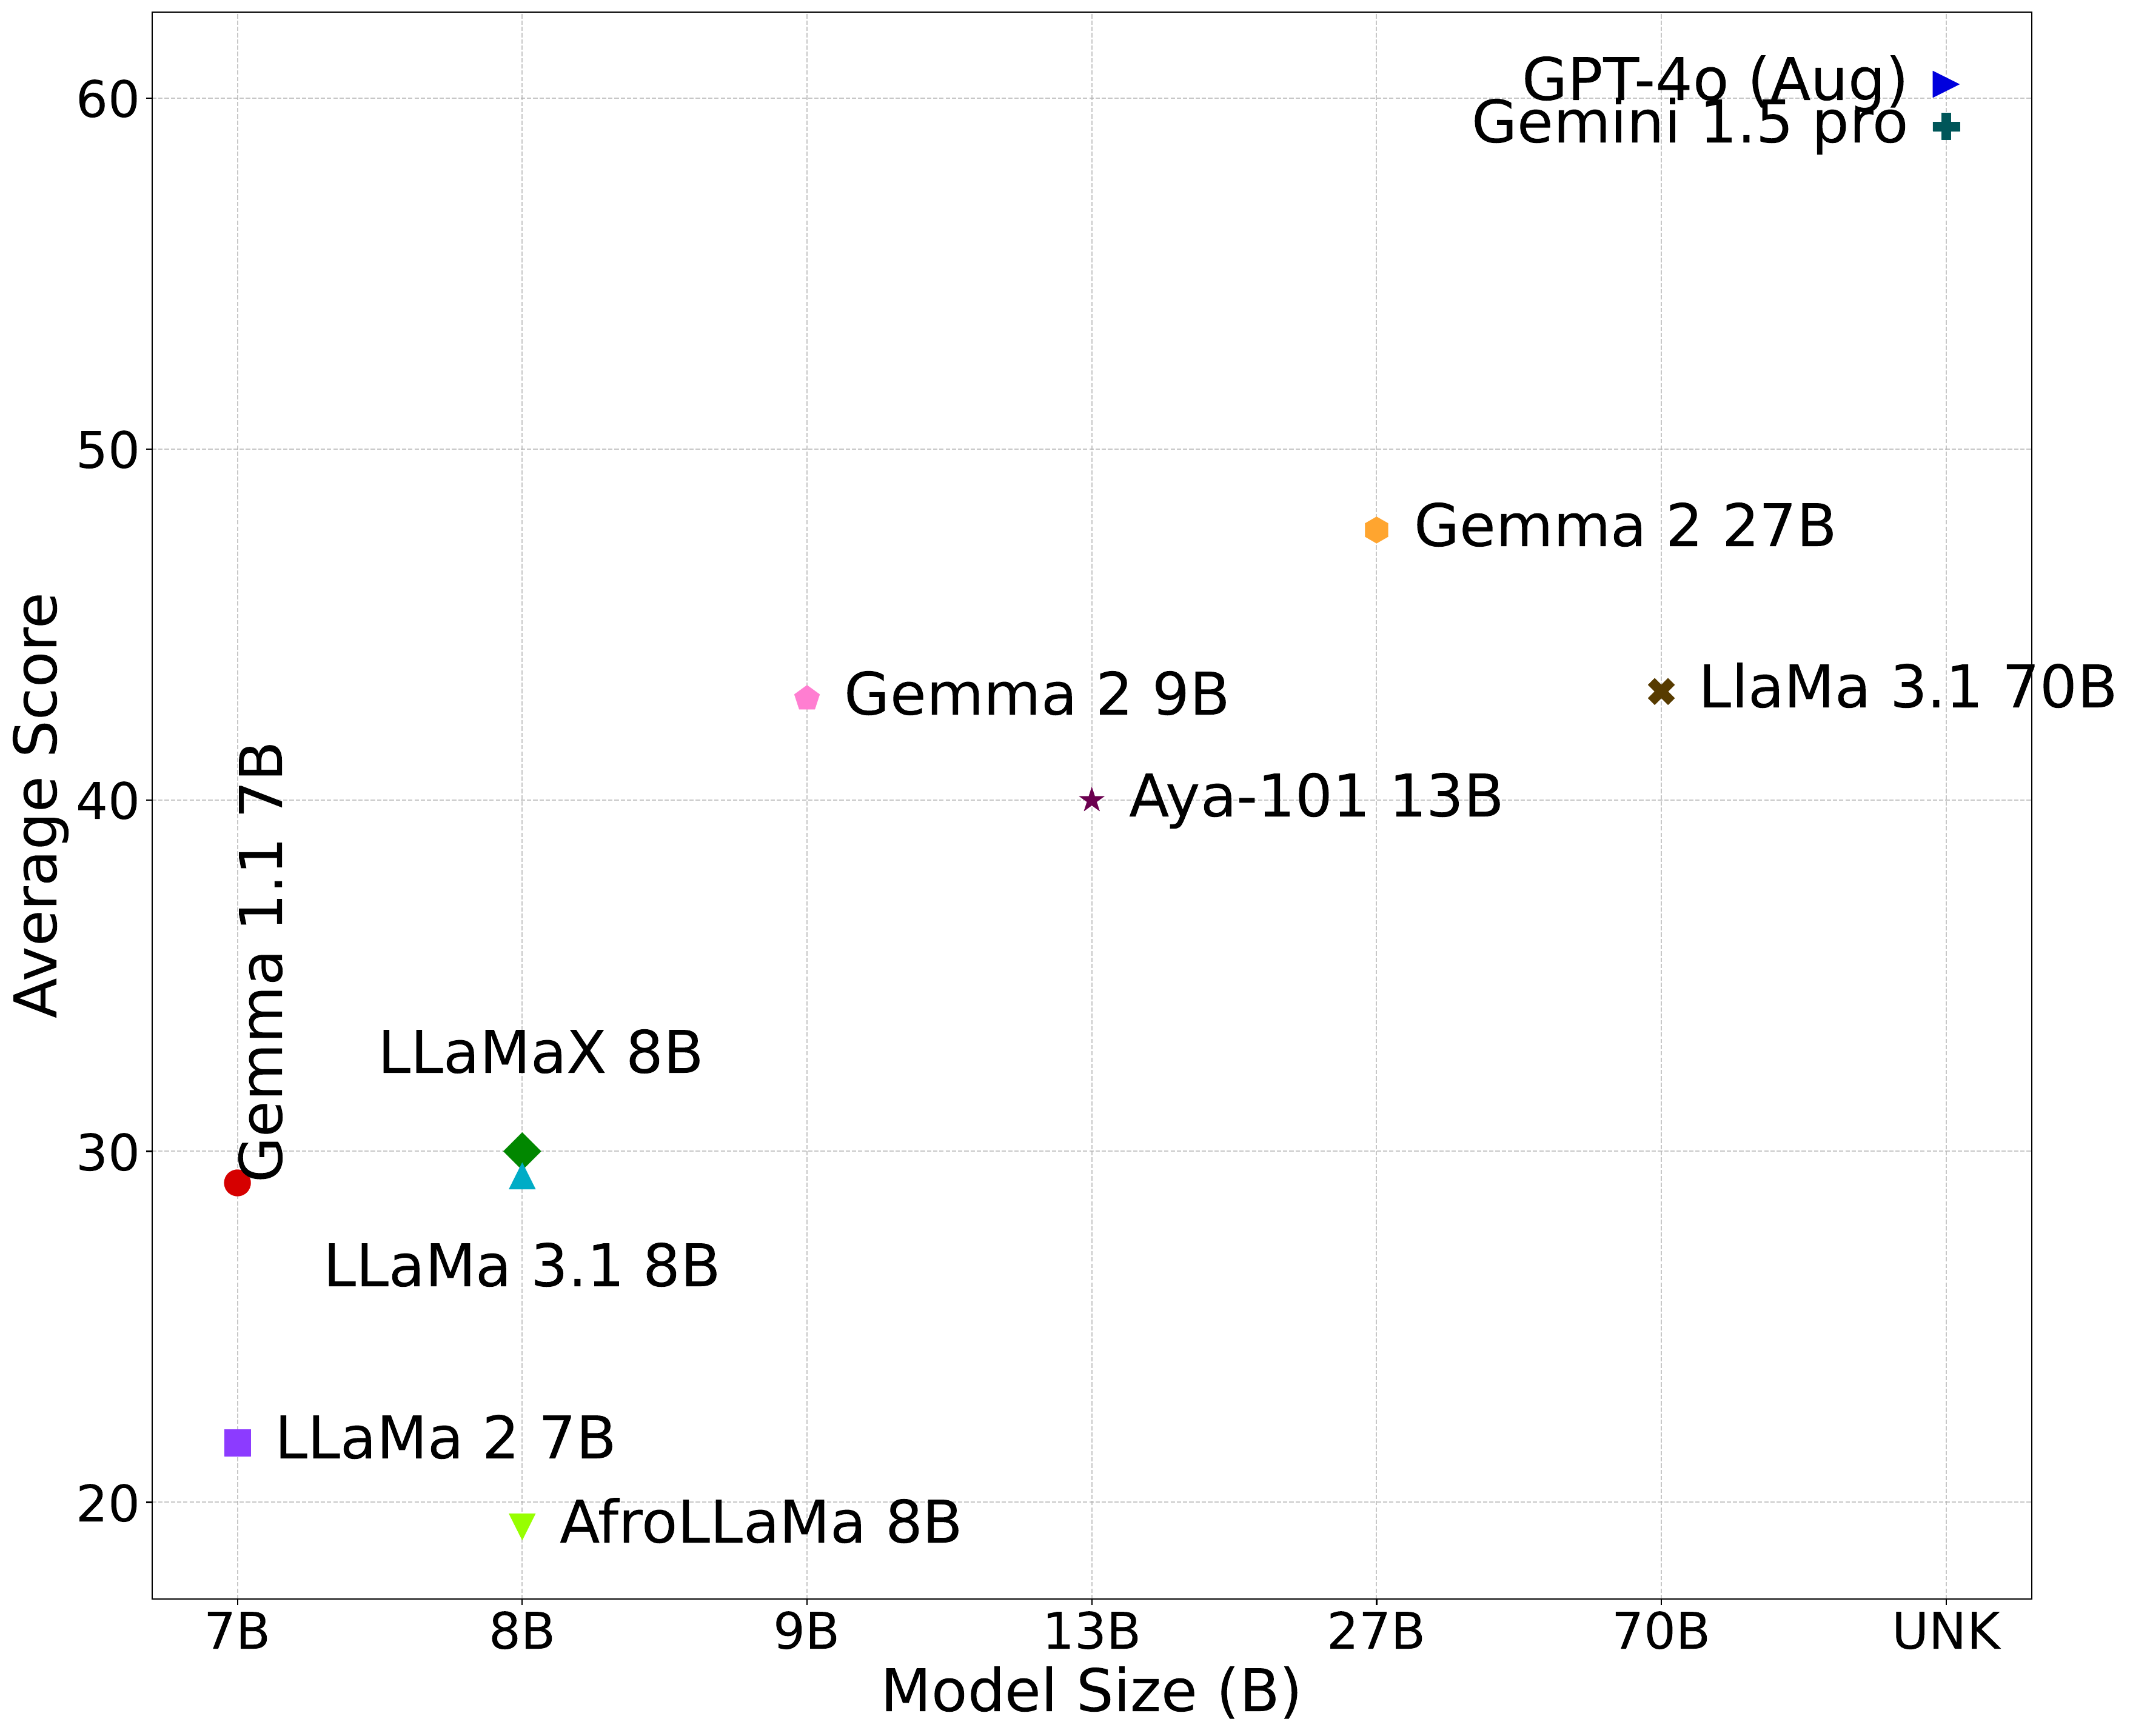 GPT-4o (Aug)
Gemini 1.5 pro
60
50
Gemma 2 27B
Gemma 2 9B
LlaMa 3.1 70B
Average Score
Gemma 1.1 7B
40
Aya-101 13B
LLaMaX 8B
30
LLaMa 3.1 8B
LLaMa 2 7B
20
AfroLLaMa 8B
7B 8B 9B 13B 27B 70B UNK
Model Size (B)